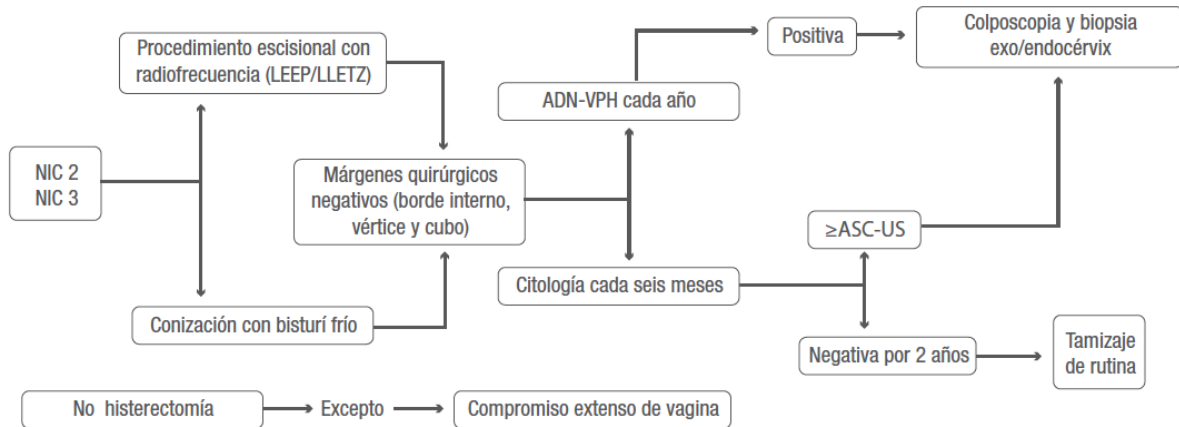 Procedimiento escisional con
radiofrecuencia (LEEP/LLETZ)
Positiva
Colposcopia y biopsia
exo/endocérvix
ADN-VPH cada año
NIC 2
NIC 3
Márgenes quirúrgicos
negativos (borde interno,
vértice y cubo)
≥ASC-US
Citología cada seis meses
Conización con bisturí frío
Negativa por 2 años
Tamizaje
de rutina
No histerectomía
Excepto
Compromiso extenso de vagina